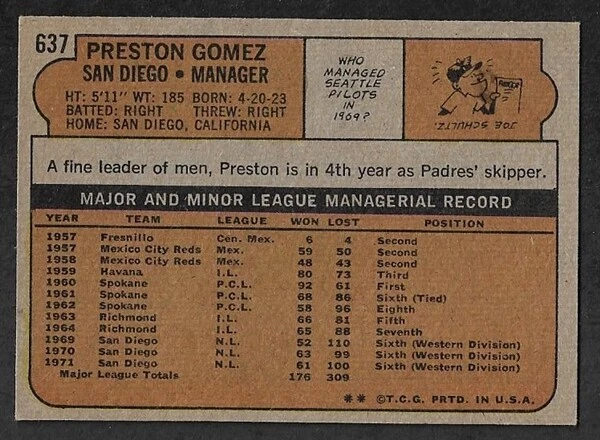 637
PRESTON GOMEZ
SAN DIEGO • MANAGER
HT: 5'11" WT: 185 BORN: 4-20-23
BATTED: RIGHT THREW: RIGHT
HOME: SAN DIEGO, CALIFORNIA
WHO
MANAGED
SEATTLE
PILOTS
IN
1969?
JOE SCHULTZ.
A fine leader of men, Preston is in 4th year as Padres' skipper.
MAJOR AND MINOR LEAGUE MANAGERIAL RECORD
YEAR TEAM LEAGUE WON LOST POSITION
1957 Fresnillo Cen. Mex. 6 4 Second
1957 Mexico City Reds Mex. 59 50 Second
1958 Mexico City Reds Mex. 48 43 Second
1959 Havana I.L. 80 73 Third
1960 Spokane P.C.L. 92 61 First
1961 Spokane P.C.L. 68 86 Sixth (Tied)
1962 Spokane P.C.L. 58 96 Eighth
1963 Richmond I.L. 66 81 Fifth
1964 Richmond I.L. 65 88 Seventh
1969 San Diego N.L. 52 110 Sixth (Western Division)
1970 San Diego N.L. 63 99 Sixth (Western Division)
1971 San Diego N.L. 61 100 Sixth (Western Division)
Major League Totals 176 309
** ©T.C.G. PRTD. IN U.S.A.